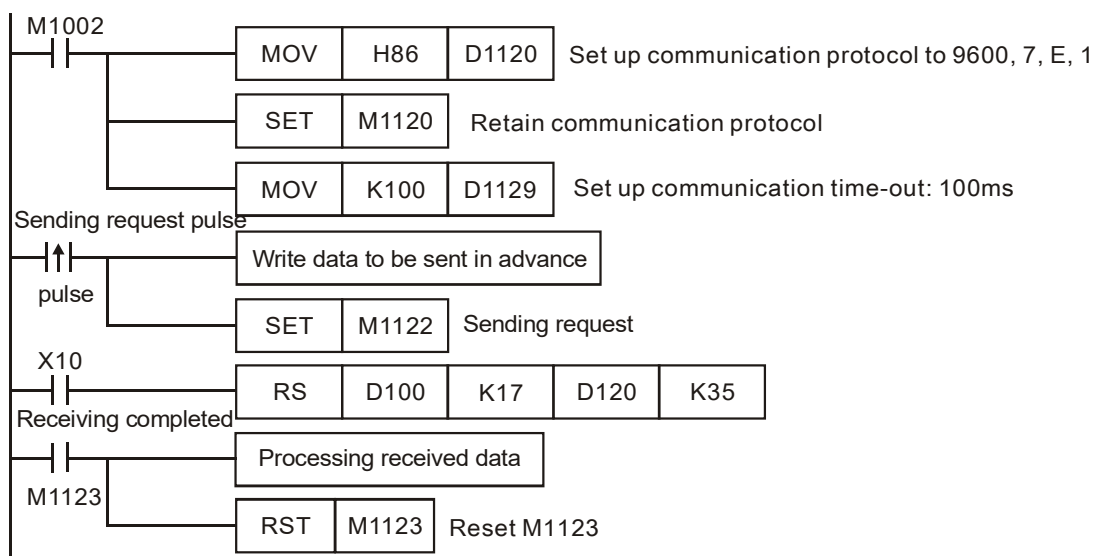 M1002
MOV H86 D1120 Set up communication protocol to 9600, 7, E, 1
SET M1120 Retain communication protocol
MOV K100 D1129 Set up communication time-out: 100ms
Sending request pulse
Write data to be sent in advance
pulse
SET M1122 Sending request
X10
RS D100 K17 D120 K35
Receiving completed
Processing received data
M1123
RST M1123 Reset M1123